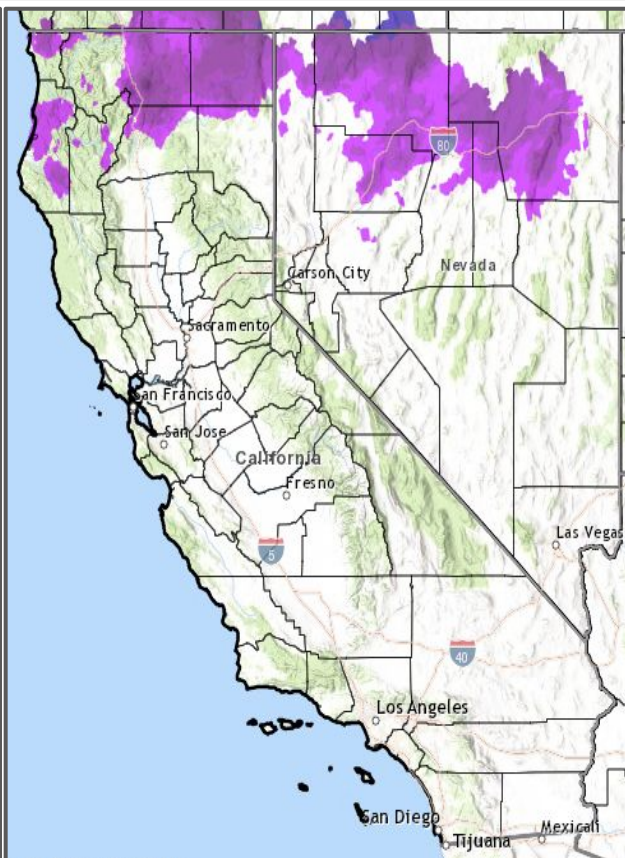 80
Carson City
Nevada
Sacramento
San Francisco
San Jose
California
Fresno
5
Las Vegas
40
Los Angeles
San Diego
Tijuana
Mexicali